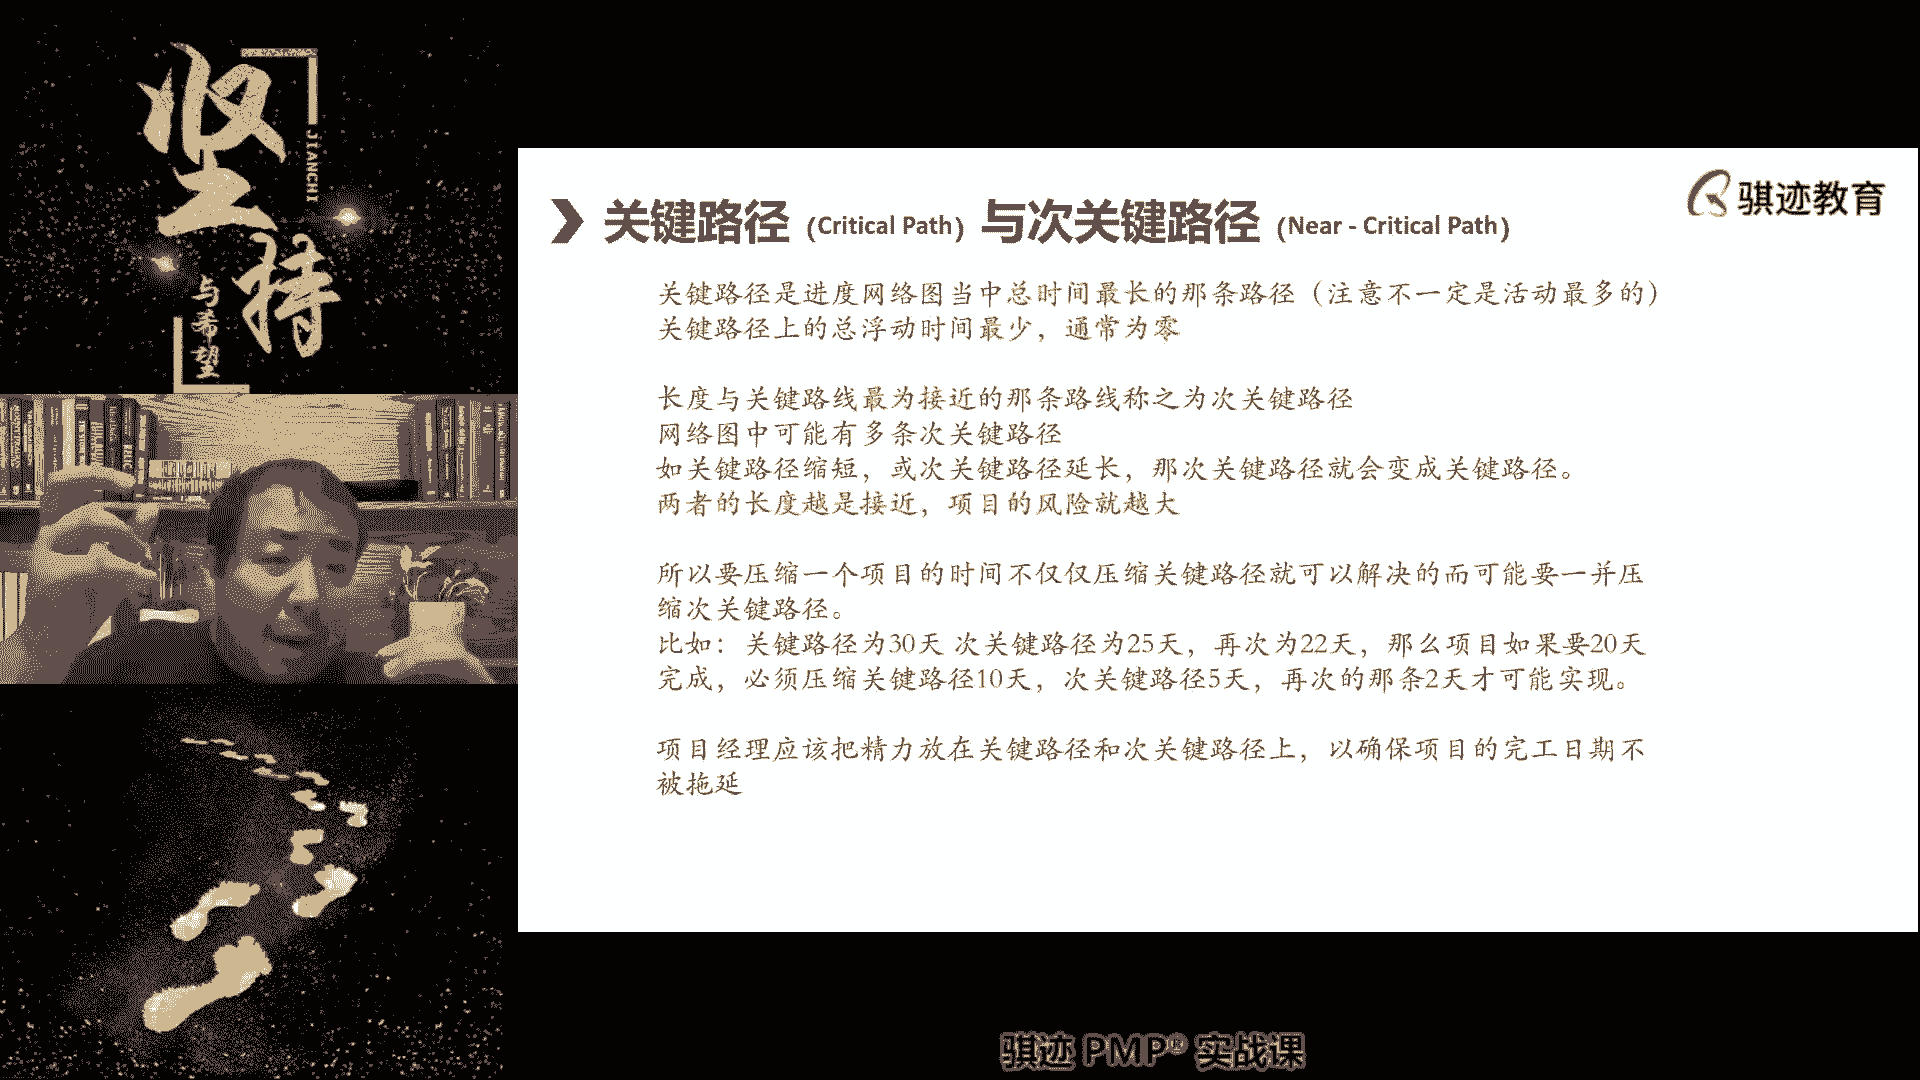 坚持
JIANCHI
与希望
骐迹教育
关键路径（Critical Path）与次关键路径（Near - Critical Path）
关键路径是进度网络图当中总时间最长的那条路径（注意不一定是活动最多的）
关键路径上的总浮动时间最少，通常为零
长度与关键路线最为接近的那条路线称之为次关键路径
网络图中可能有多条次关键路径
如关键路径缩短，或次关键路径延长，那次关键路径就会变成关键路径。
两者的长度越是接近，项目的风险就越大
所以要压缩一个项目的时间不仅仅压缩关键路径就可以解决的而可能要一并压
缩次关键路径。
比如：关键路径为30天 次关键路径为25天，再次为22天，那么项目如果要20天
完成，必须压缩关键路径10天，次关键路径5天，再次的那条2天才可能实现。
项目经理应该把精力放在关键路径和次关键路径上，以确保项目的完工日期不
被拖延
骐迹 PMP® 实战课